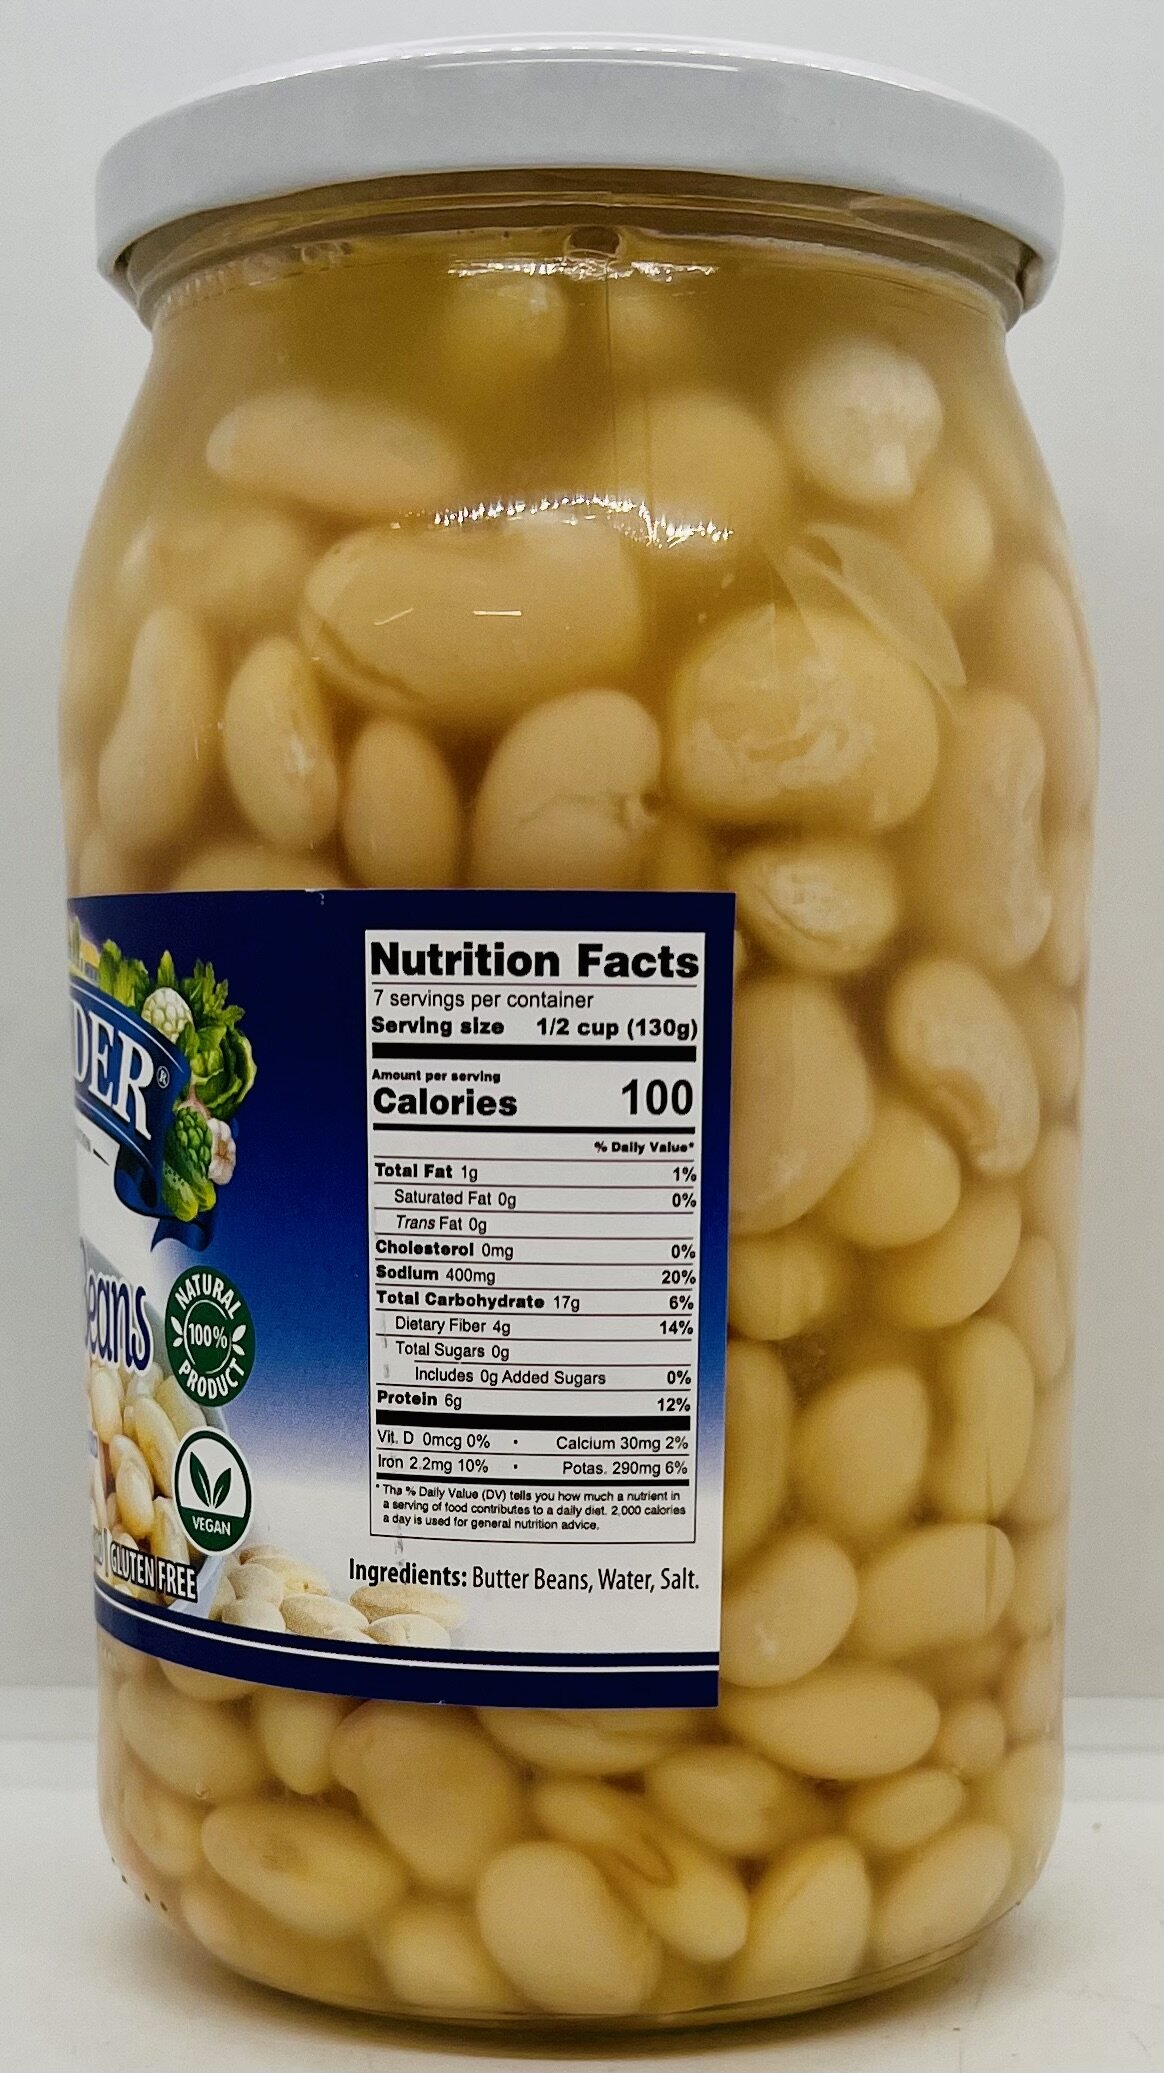 DER®
eans
NATURAL
100%
PRODUCT
VEGAN
GLUTEN FREE
Nutrition Facts
7 servings per container
Serving size 1/2 cup (130g)
Amount per serving
Calories 100
% Daily Value*
Total Fat 1g 1%
Saturated Fat 0g 0%
Trans Fat 0g
Cholesterol 0mg 0%
Sodium 400mg 20%
Total Carbohydrate 17g 6%
Dietary Fiber 4g 14%
Total Sugars 0g
Includes 0g Added Sugars 0%
Protein 6g 12%
Vit. D 0mcg 0% • Calcium 30mg 2%
Iron 2.2mg 10% • Potas. 290mg 6%
* The % Daily Value (DV) tells you how much a nutrient in
a serving of food contributes to a daily diet. 2,000 calories
a day is used for general nutrition advice.
Ingredients: Butter Beans, Water, Salt.